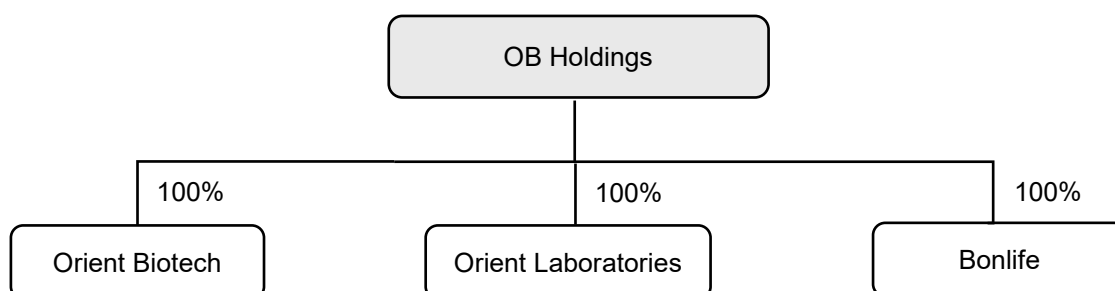 OB Holdings
100%
100%
100%
Orient Biotech
Orient Laboratories
Bonlife